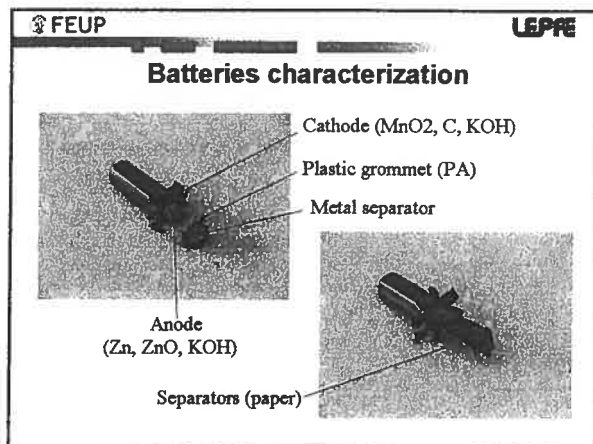 FEUP
LEPAE
Batteries characterization
Cathode (MnO2, C, KOH)
Plastic grommet (PA)
Metal separator
Anode
(Zn, ZnO, KOH)
Separators (paper)